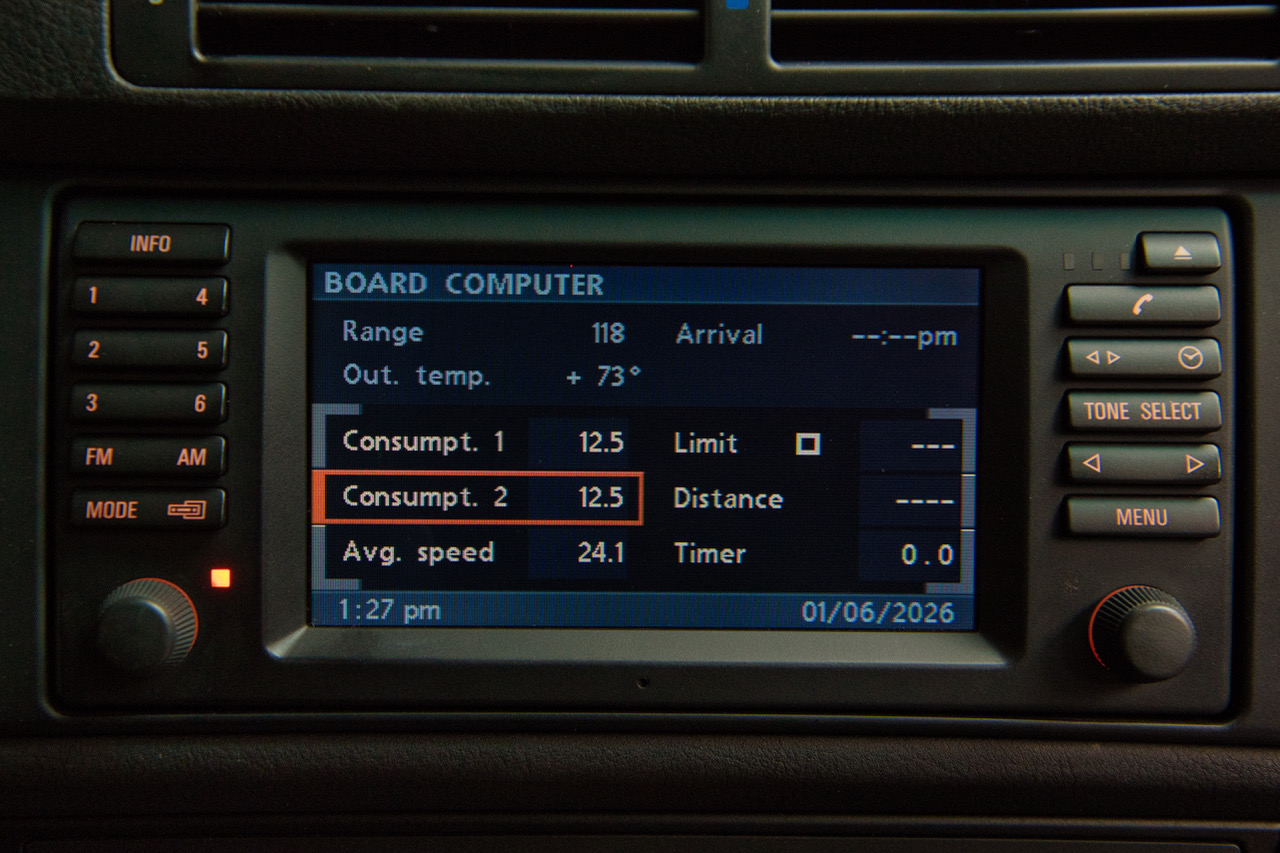 INFO
1 4
2 5
3 6
FM AM
MODE
BOARD COMPUTER
Range 118 Arrival --:--pm
Out. temp. + 73°
Consumpt. 1 12.5 Limit ---
Consumpt. 2 12.5 Distance ----
Avg. speed 24.1 Timer 0.0
1:27 pm 01/06/2026
TONE SELECT
MENU